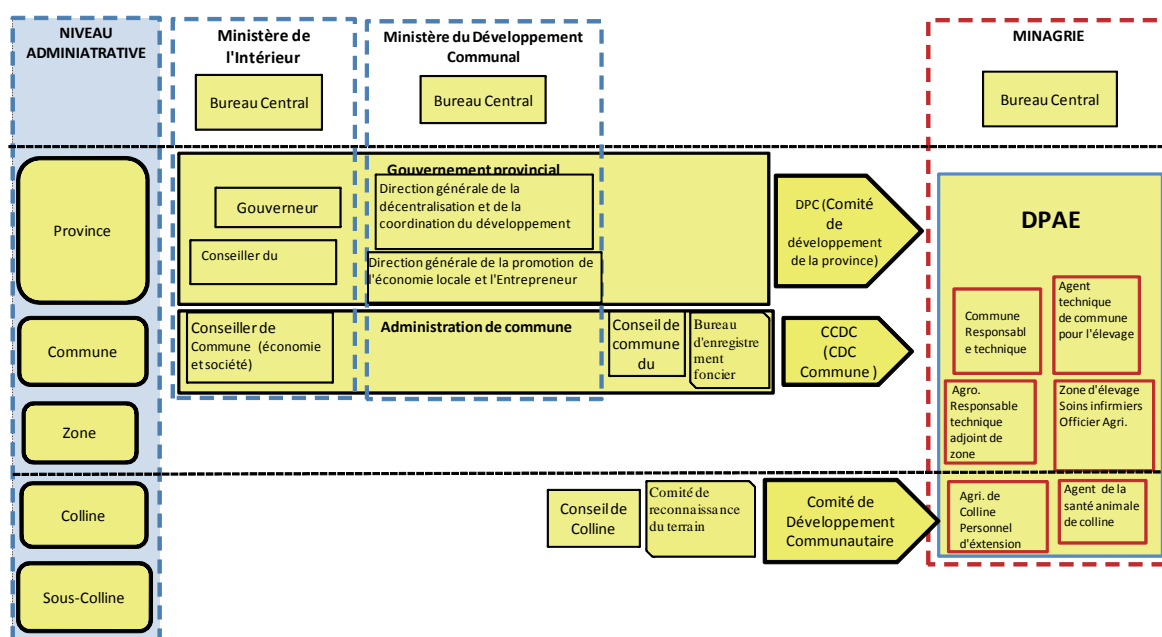 NIVEAU
ADMINIATRATIVE
Ministère de
l'Intérieur
Bureau Central
Ministère du Développement
Communal
Bureau Central
MINAGRIE
Bureau Central
Province
Gouvernement provincial
Gouverneur
Conseiller du
Direction générale de la
décentralisation et de la
coordination du développement
Direction générale de la promotion de
l'économie locale et l'Entrepreneur
DPC (Comité
de
développement
de la province)
DPAE
Commune
Responsabl
e technique
Agent
technique
de commune
pour l'élevage
Commune
Conseiller de
Commune (économie
et société)
Administration de commune
Conseil de
commune
du
Bureau
d'enregistre
ment
foncier
CCDC
(CDC
Commune )
Zone
Agro.
Responsable
technique
adjoint de
zone
Zone d'élevage
Soins infirmiers
Officier Agri.
Colline
Conseil de
Colline
Comité de
reconnaissance
du terrain
Comité de
Développement
Communautaire
Agri. de
Colline
Personnel
d'éxtension
Agent de la
santé animale
de colline
Sous-Colline